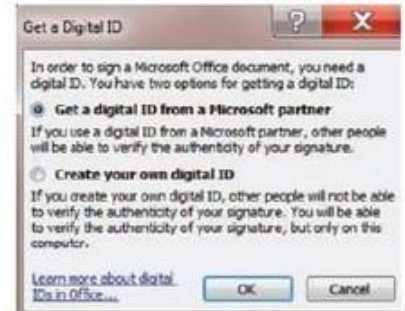 Get a Digital ID
In order to sign a Microsoft Office document, you need a
digital ID. You have two options for getting a digital ID:
Get a digital ID from a Microsoft partner
If you use a digital ID from a Microsoft partner, other people
will be able to verify the authenticity of your signature.
Create your own digital ID
If you create your own digital ID, other people will not be able
to verify the authenticity of your signature. You will be able
to verify the authenticity of your signature, but only on this
computer.
Learn more about digital
IDs in Office...
OK
Cancel